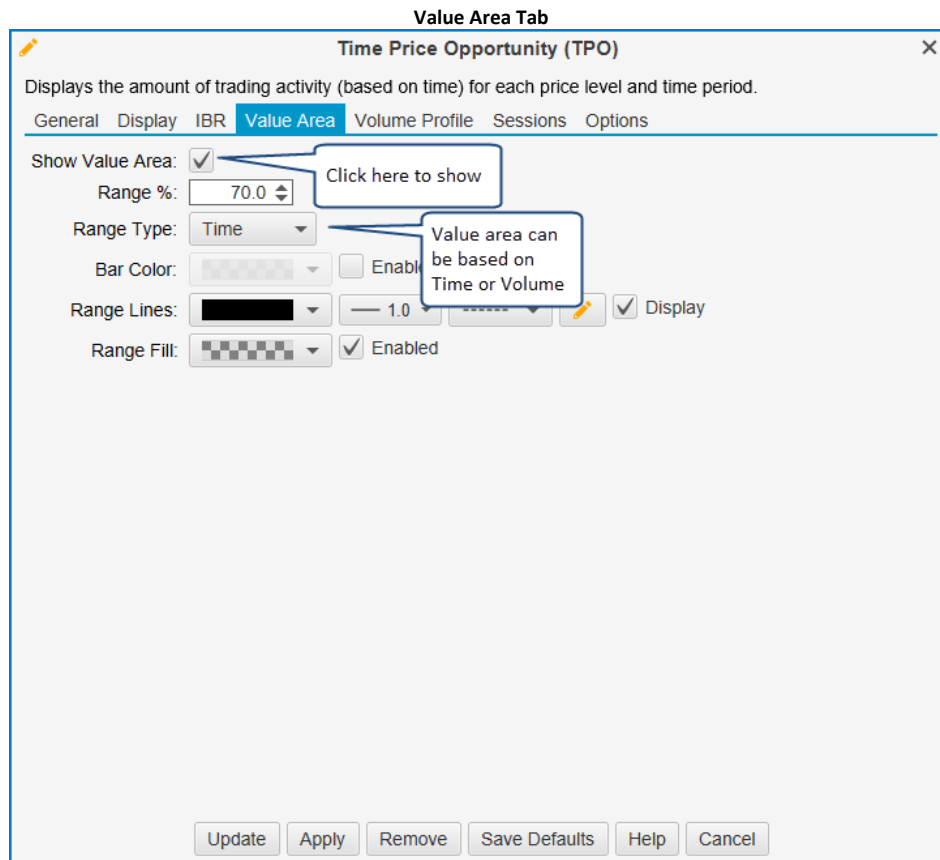 Value Area Tab
Time Price Opportunity (TPO)
Displays the amount of trading activity (based on time) for each price level and time period.
General Display IBR Value Area Volume Profile Sessions Options
Show Value Area:
Click here to show
Range %: 70.0
Range Type: Time
Value area can
be based on
Time or Volume
Bar Color:
Range Lines: 1.0 Display
Range Fill: Enabled
Update Apply Remove Save Defaults Help Cancel